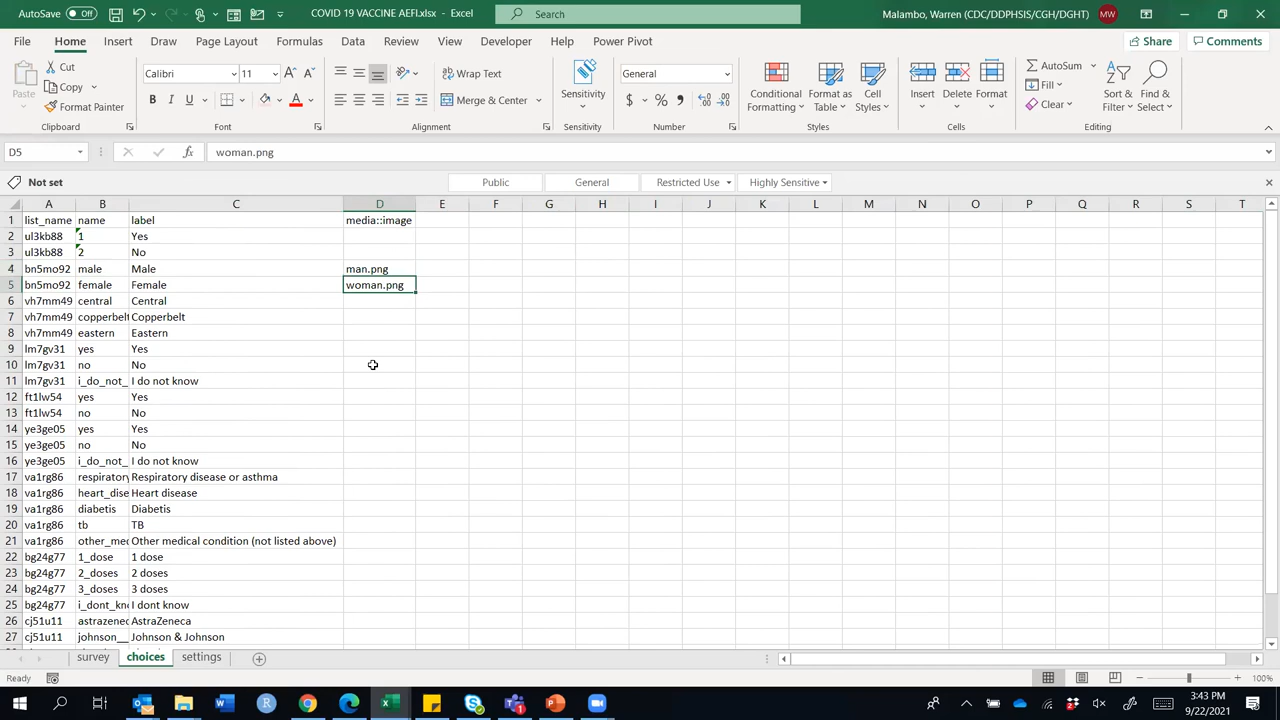 AutoSave Off COVID 19 VACCINE AEFI.xlsx - Excel Search Malambo, Warren (CDC/DDPHSIS/CGH/DGHT) MW
File Home Insert Draw Page Layout Formulas Data Review View Developer Help Power Pivot Share Comments
Paste Cut Copy Format Painter Calibri 11 A A B I U A Wrap Text Merge & Center Sensitivity General $ % Conditional Formatting Format as Table Cell Styles Insert Delete Format AutoSum Fill Clear Sort & Filter Find & Select
Clipboard Font Alignment Sensitivity Number Styles Cells Editing
D5 fx woman.png
Not set Public General Restricted Use Highly Sensitive
A B C D E F G H I J K L M N O P Q R S T
1 list_name name label media::image
2 ul3kb88 1 Yes
3 ul3kb88 2 No
4 bn5mo92 male Male man.png
5 bn5mo92 female Female woman.png
6 vh7mm49 central Central
7 vh7mm49 copperbelt Copperbelt
8 vh7mm49 eastern Eastern
9 lm7gv31 yes Yes
10 lm7gv31 no No
11 lm7gv31 i_do_not_ I do not know
12 ft1lw54 yes Yes
13 ft1lw54 no No
14 ye3ge05 yes Yes
15 ye3ge05 no No
16 ye3ge05 i_do_not_ I do not know
17 va1rg86 respiratory Respiratory disease or asthma
18 va1rg86 heart_dise Heart disease
19 va1rg86 diabetis Diabetis
20 va1rg86 tb TB
21 va1rg86 other_med Other medical condition (not listed above)
22 bg24g77 1_dose 1 dose
23 bg24g77 2_doses 2 doses
24 bg24g77 3_doses 3 doses
25 bg24g77 i_dont_kno I dont know
26 cj51u11 astrazenec AstraZeneca
27 cj51u11 johnson__ Johnson & Johnson
survey choices settings
Ready 100%
3:43 PM
9/22/2021